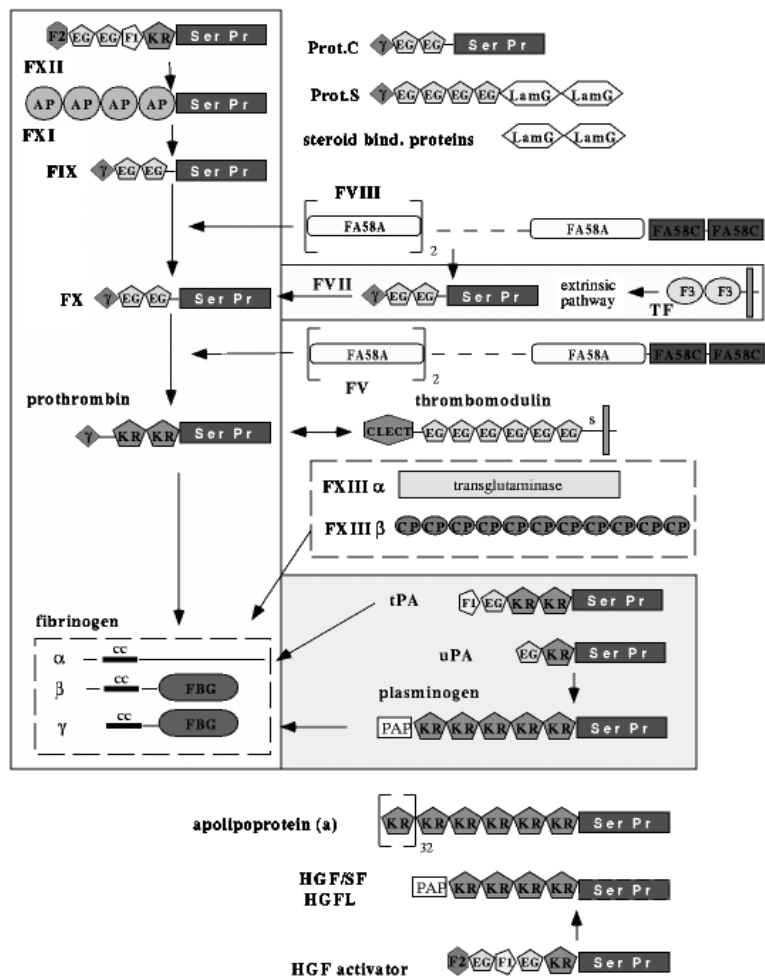 F2 EG EG F1 KR Ser Pr
FXII
AP AP AP AP Ser Pr
FXI
FIX γ EG EG Ser Pr
Prot.C γ EG EG Ser Pr
Prot.S γ EG EG EG EG LamG LamG
steroid bind. proteins LamG LamG
FVIII
FA58A 2 FA58A FA58C FA58C
FX γ EG EG Ser Pr
FVII γ EG EG Ser Pr
extrinsic
pathway
TF F3 F3
FA58A 2 FA58A FA58C FA58C
FV
prothrombin
γ KR KR Ser Pr
thrombomodulin
CLECT EG EG EG EG EG EG s
FXIII α transglutaminase
FXIII β CP CP CP CP CP CP CP CP CP CP CP
fibrinogen
α cc
β cc FBG
γ cc FBG
tPA F1 EG KR KR Ser Pr
uPA EG KR Ser Pr
plasminogen
PAP KR KR KR KR KR Ser Pr
apolipoprotein (a) KR 32 KR KR KR KR KR Ser Pr
HGF/SF
HGFL
PAP KR KR KR KR Ser Pr
HGF activator F2 EG F1 EG KR Ser Pr